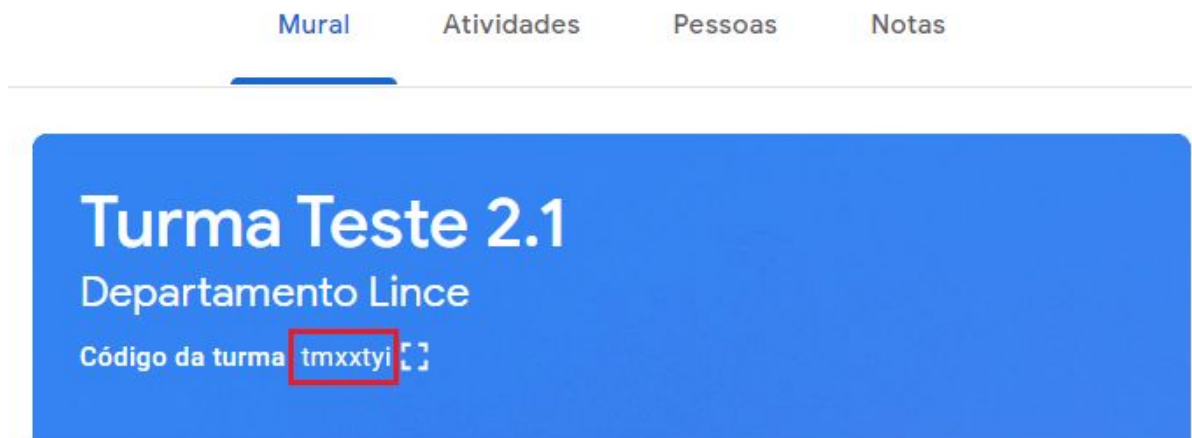 Mural Atividades Pessoas Notas
Turma Teste 2.1
Departamento Lince
Código da turma tmxxtyi